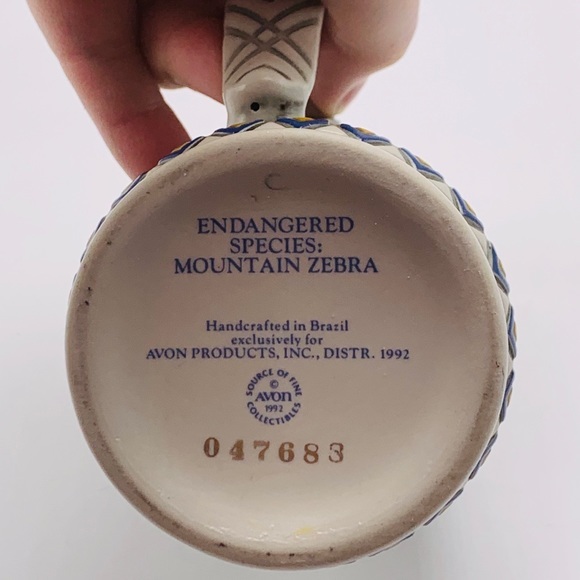 ENDANGERED
SPECIES:
MOUNTAIN ZEBRA
Handcrafted in Brazil
exclusively for
AVON PRODUCTS, INC., DISTR. 1992
SOURCE OF FINE
©
AVON
1992
COLLECTIBLES
047683